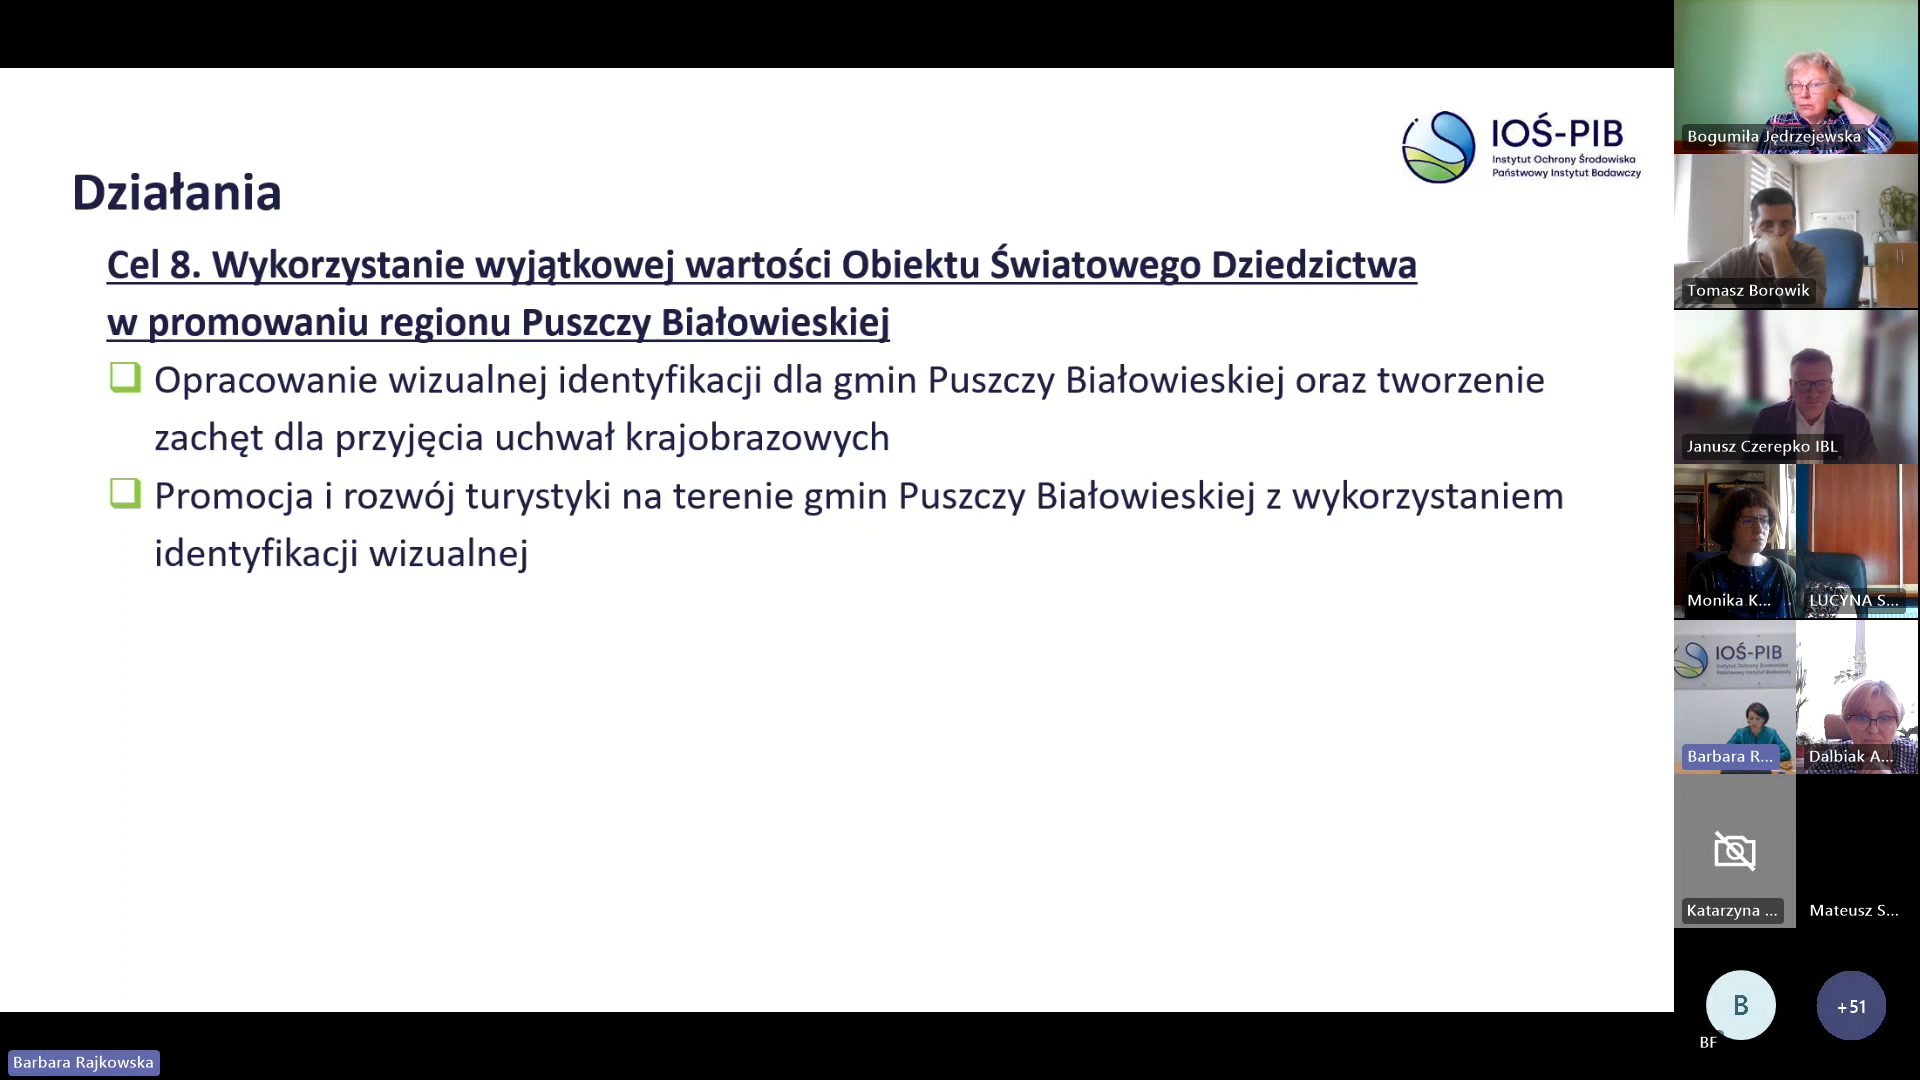 IOŚ-PIB
Instytut Ochrony Środowiska
Państwowy Instytut Badawczy
Działania
Cel 8. Wykorzystanie wyjątkowej wartości Obiektu Światowego Dziedzictwa
w promowaniu regionu Puszczy Białowieskiej
Opracowanie wizualnej identyfikacji dla gmin Puszczy Białowieskiej oraz tworzenie
zachęt dla przyjęcia uchwał krajobrazowych
Promocja i rozwój turystyki na terenie gmin Puszczy Białowieskiej z wykorzystaniem
identyfikacji wizualnej
Barbara Rajkowska
Bogumiła Jędrzejewska
Tomasz Borowik
Janusz Czerepko IBL
Monika K...
LUCYNA S...
IOŚ-PIB
Instytut Ochrony Środowiska
Państwowy Instytut Badawczy
Barbara R...
Dalbiak A...
Katarzyna ...
Mateusz S...
B
BF
+51